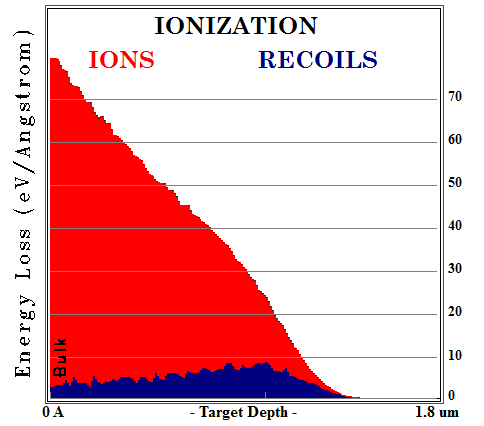 IONIZATION
IONS RECOILS
Energy Loss (eV/Angstrom)
70
60
50
40
30
20
10
0
Bulk
0 A - Target Depth - 1.8 um